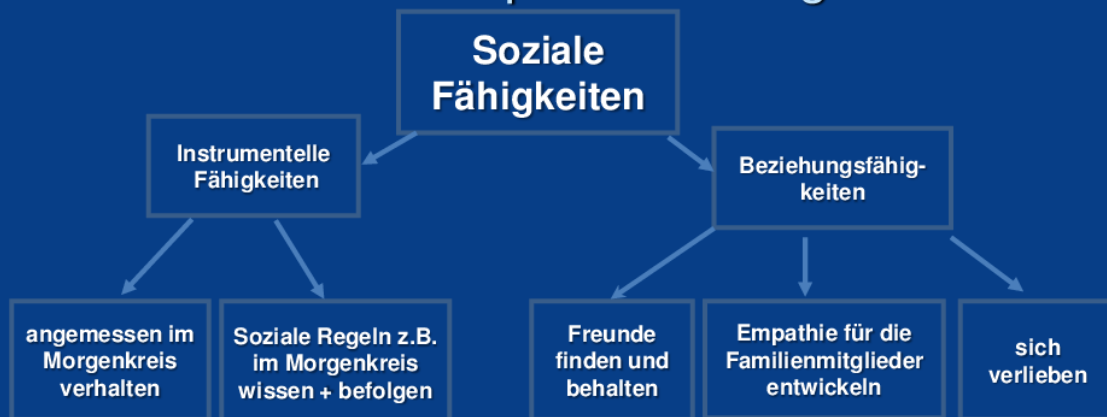 Soziale
Fähigkeiten
Instrumentelle
Fähigkeiten
Beziehungsfähig-
keiten
angemessen im
Morgenkreis
verhalten
Soziale Regeln z.B.
im Morgenkreis
wissen + befolgen
Freunde
finden und
behalten
Empathie für die
Familienmitglieder
entwickeln
sich
verlieben